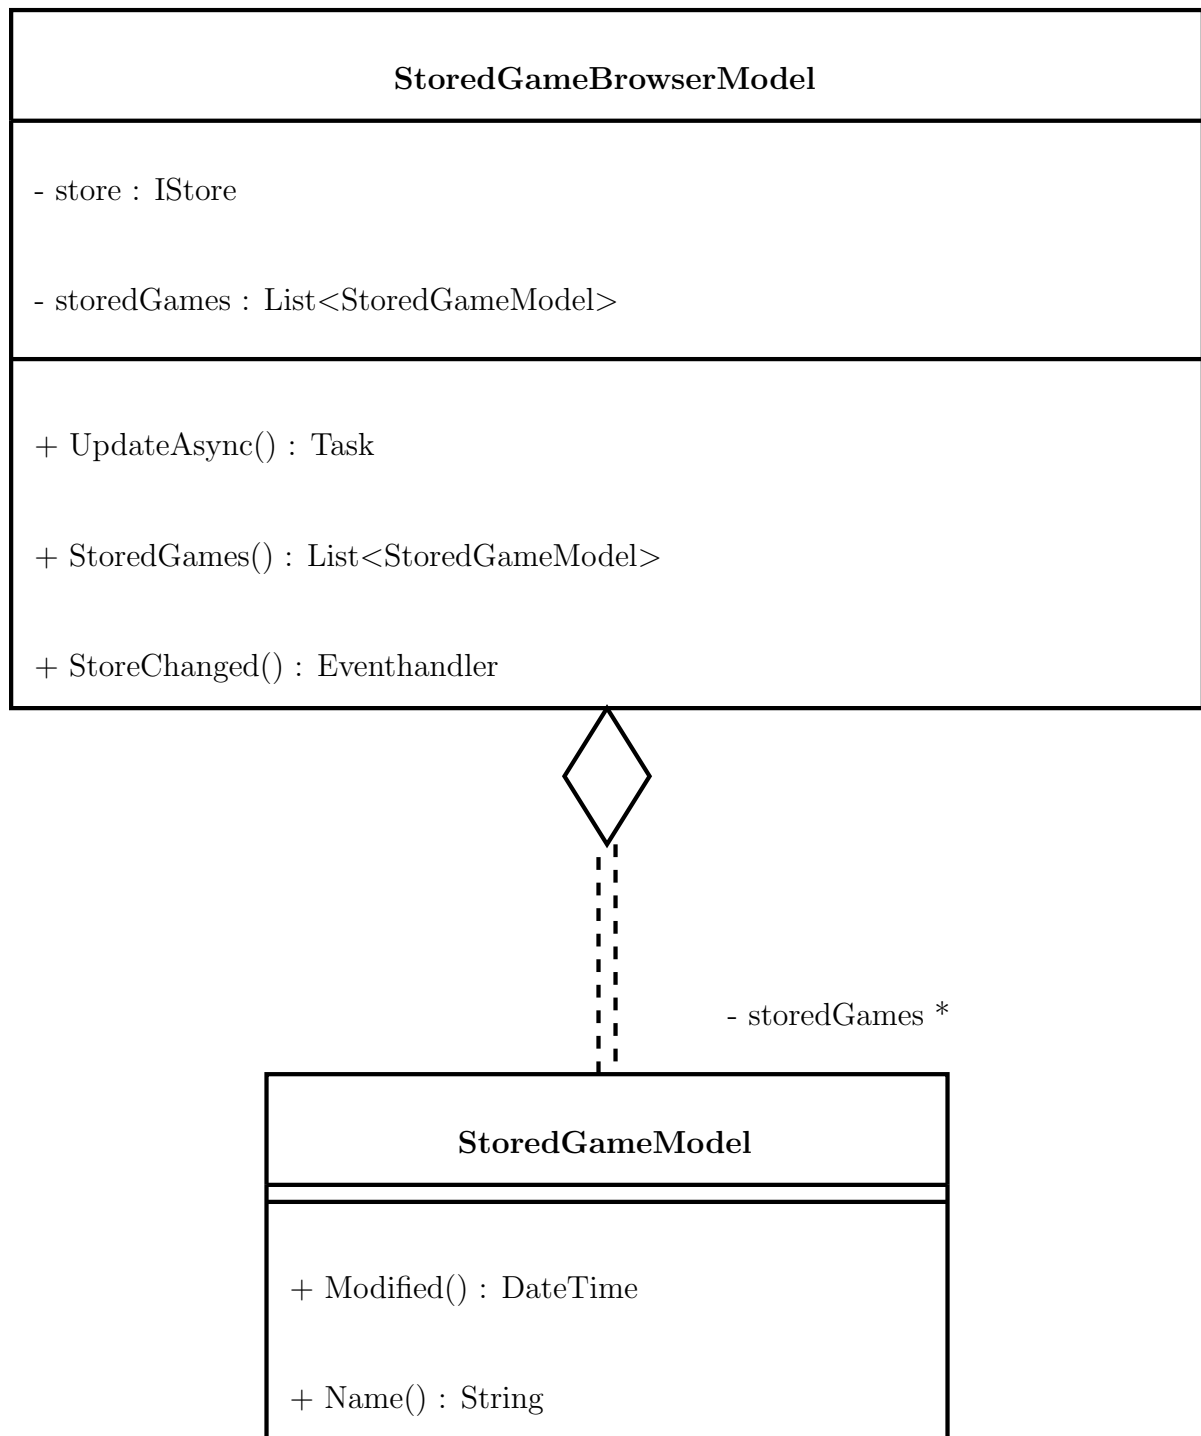 StoredGameBrowserModel
- store : IStore
- storedGames : List<StoredGameModel>
+ UpdateAsync() : Task
+ StoredGames() : List<StoredGameModel>
+ StoreChanged() : Eventhandler
- storedGames *
StoredGameModel
+ Modified() : DateTime
+ Name() : String